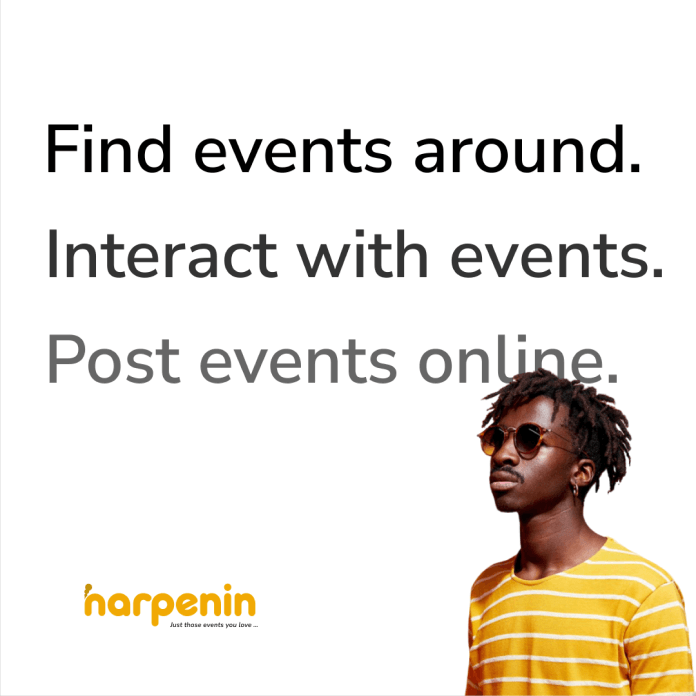 Find events around.
Interact with events.
Post events online.
harpenin
Just those events you love ...